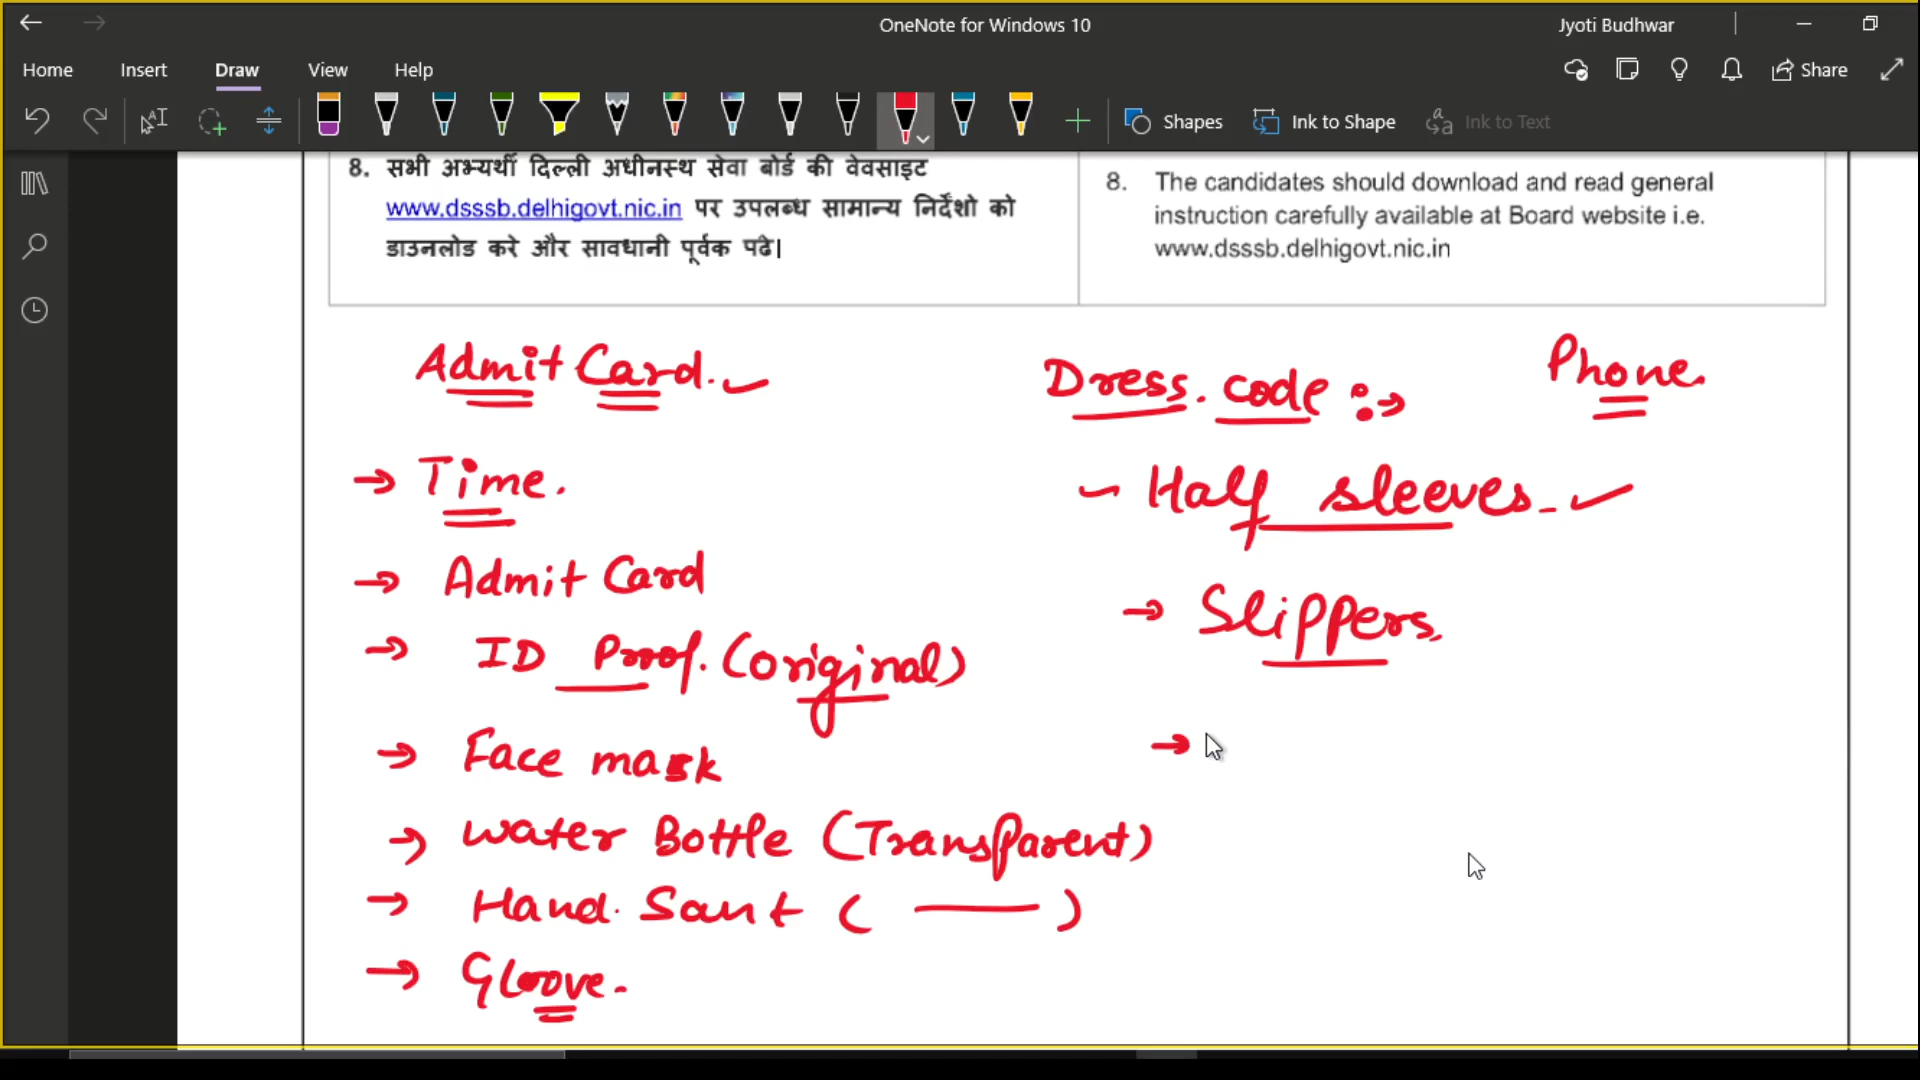 OneNote for Windows 10
Jyoti Budhwar
Home Insert Draw View Help
Share
Shapes Ink to Shape Ink to Text
8. सभी अभ्यर्थी दिल्ली अधीनस्थ सेवा बोर्ड की वेवसाइट
www.dsssb.delhigovt.nic.in पर उपलब्ध सामान्य निर्देशो को
डाउनलोड करे और सावधानी पूर्वक पढे|
8. The candidates should download and read general
instruction carefully available at Board website i.e.
www.dsssb.delhigovt.nic.in
Admit Card.
→ Time.
→ Admit Card
→ ID Proof. (original)
→ Face mask
→ Water Bottle (Transparent)
→ Hand. Sant ( — )
→ Gloove.
Dress. code :→
- Half sleeves.
→ Slippers.
→
Phone.